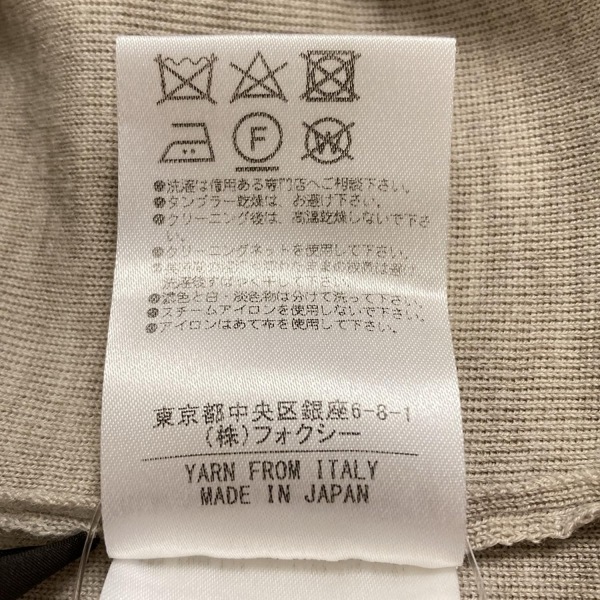 F
W
●洗濯は信用ある専門店へご相談下さい。
●タンブラー乾燥は、お避け下さい。
●クリーニング後は、高温乾燥しないで下さ
い。
●クリーニングネットを使用して下さい。
まの放置は避け
●濃色と白・淡色物は分けて洗って下さい。
●スチームアイロンを使用しないで下さい。
●アイロンはあて布を使用して下さい。
東京都中央区銀座6-8-1
(株)フォクシー
YARN FROM ITALY
MADE IN JAPAN